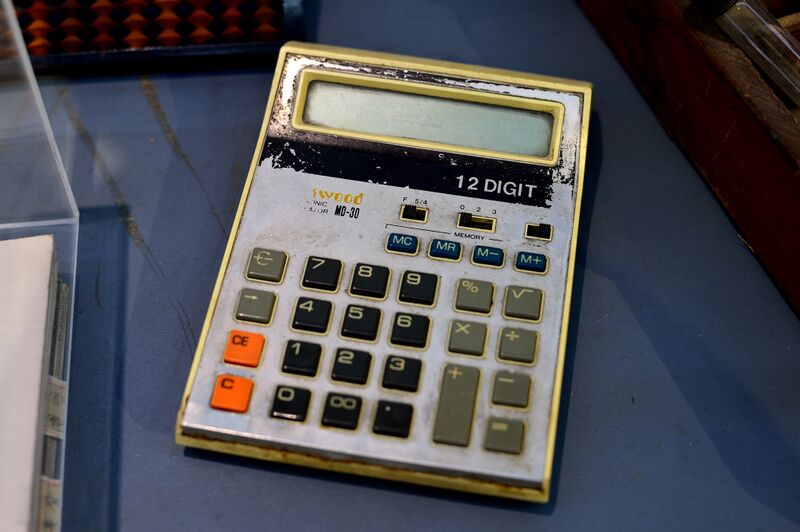 12 DIGIT
swood
MD-30
F 5/4
0 2 3
MEMORY
MC MR M− M+
€ 7 8 9 % √
→ 4 5 6 × ÷
CE 1 2 3 + −
C 0 00 · =